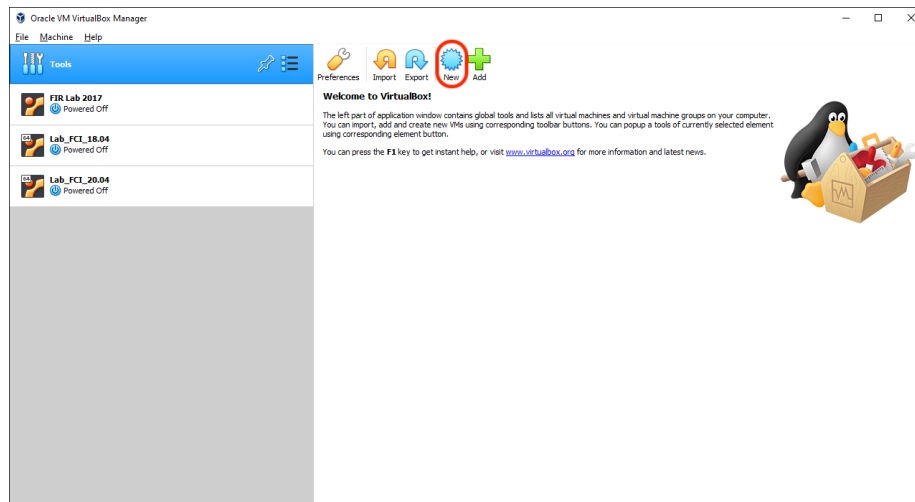 Oracle VM VirtualBox Manager
File Machine Help
Tools
Preferences Import Export New Add
FIR Lab 2017
Powered Off
Lab_FCI_18.04
Powered Off
Lab_FCI_20.04
Powered Off
Welcome to VirtualBox!
The left part of application window contains global tools and lists all virtual machines and virtual machine groups on your computer.
You can import, add and create new VMs using corresponding toolbar buttons. You can popup a tools of currently selected element
using corresponding element button.
You can press the F1 key to get instant help, or visit www.virtualbox.org for more information and latest news.